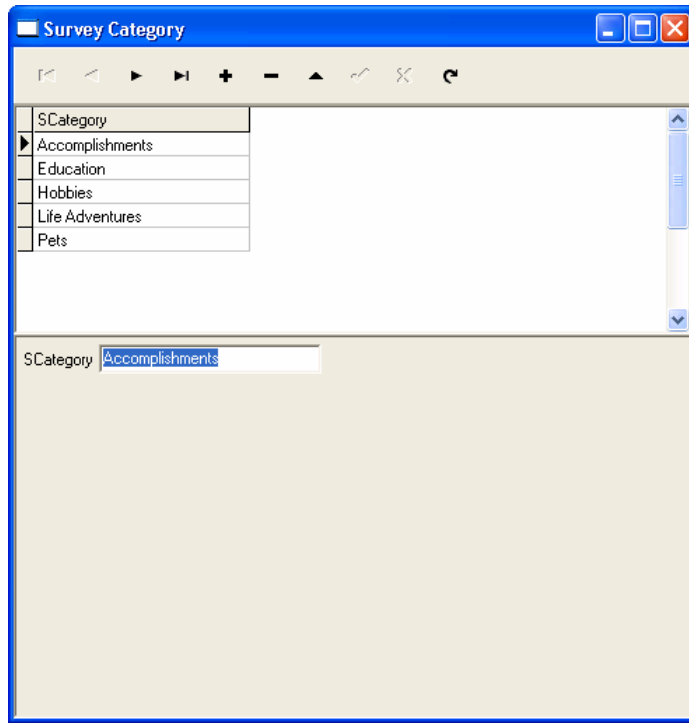 Survey Category
SCategory
Accomplishments
Education
Hobbies
Life Adventures
Pets
SCategory Accomplishments